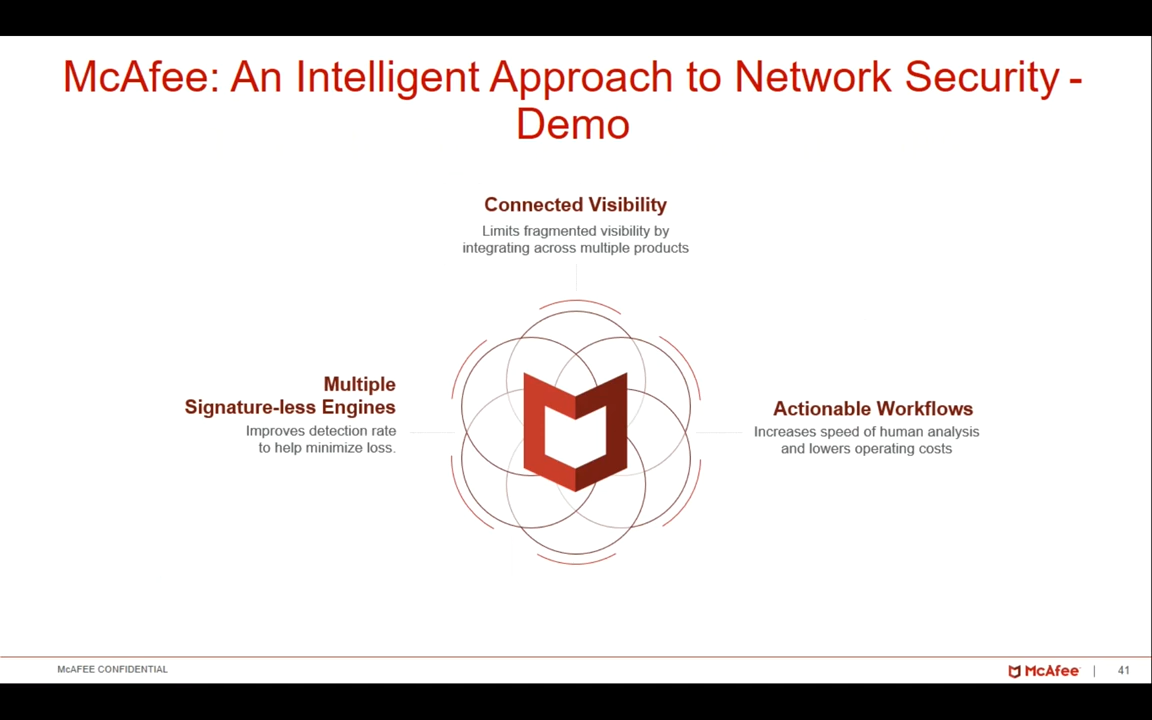 McAfee: An Intelligent Approach to Network Security -
Demo
Connected Visibility
Limits fragmented visibility by
integrating across multiple products
Multiple
Signature-less Engines
Improves detection rate
to help minimize loss.
Actionable Workflows
Increases speed of human analysis
and lowers operating costs
McAFEE CONFIDENTIAL
McAfee | 41